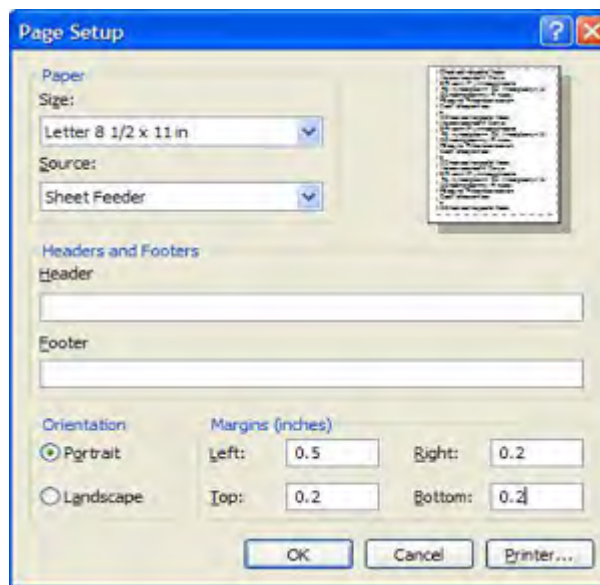 Page Setup
Paper
Size:
Letter 8 1/2 x 11 in
Source:
Sheet Feeder
Headers and Footers
Header
Footer
Orientation
Margins (inches)
Portrait
Left: 0.5 Right: 0.2
Landscape
Top: 0.2 Bottom: 0.2
OK Cancel Printer...